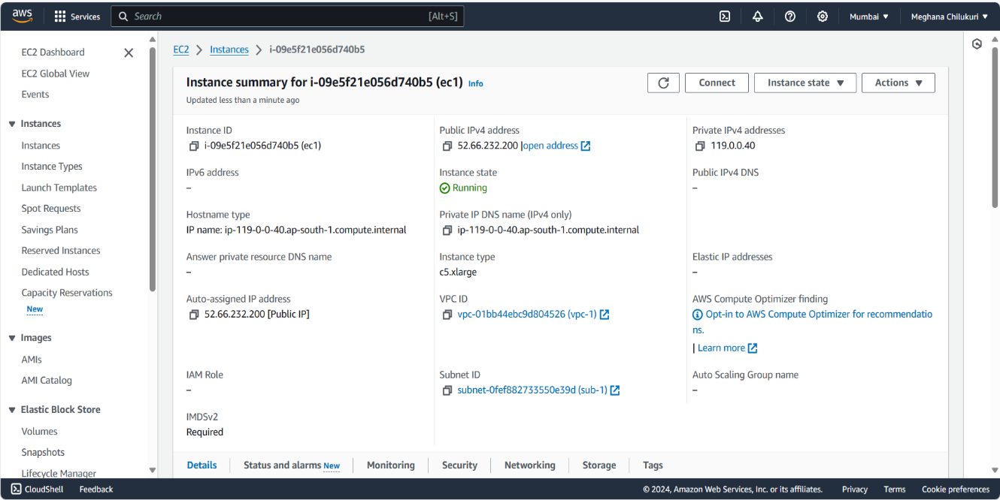 aws Services Search [Alt+S] Mumbai ▼ Meghana Chilukuri ▼
EC2 Dashboard
EC2 Global View
Events
Instances
Instances
Instance Types
Launch Templates
Spot Requests
Savings Plans
Reserved Instances
Dedicated Hosts
Capacity Reservations
New
Images
AMIs
AMI Catalog
Elastic Block Store
Volumes
Snapshots
Lifecycle Manager
EC2 > Instances > i-09e5f21e056d740b5
Instance summary for i-09e5f21e056d740b5 (ec1) Info
Updated less than a minute ago
Connect Instance state ▼ Actions ▼
Instance ID
i-09e5f21e056d740b5 (ec1)
Public IPv4 address
52.66.232.200 |open address
Private IPv4 addresses
119.0.0.40
IPv6 address
–
Instance state
Running
Public IPv4 DNS
–
Hostname type
IP name: ip-119-0-0-40.ap-south-1.compute.internal
Private IP DNS name (IPv4 only)
ip-119-0-0-40.ap-south-1.compute.internal
Answer private resource DNS name
–
Instance type
c5.xlarge
Elastic IP addresses
–
Auto-assigned IP address
52.66.232.200 [Public IP]
VPC ID
vpc-01bb44ebc9d804526 (vpc-1)
AWS Compute Optimizer finding
Opt-in to AWS Compute Optimizer for recommendatio
ns.
| Learn more
IAM Role
–
Subnet ID
subnet-0fef882733550e39d (sub-1)
Auto Scaling Group name
–
IMDSv2
Required
Details Status and alarms New Monitoring Security Networking Storage Tags
CloudShell Feedback © 2024, Amazon Web Services, Inc. or its affiliates. Privacy Terms Cookie preferences